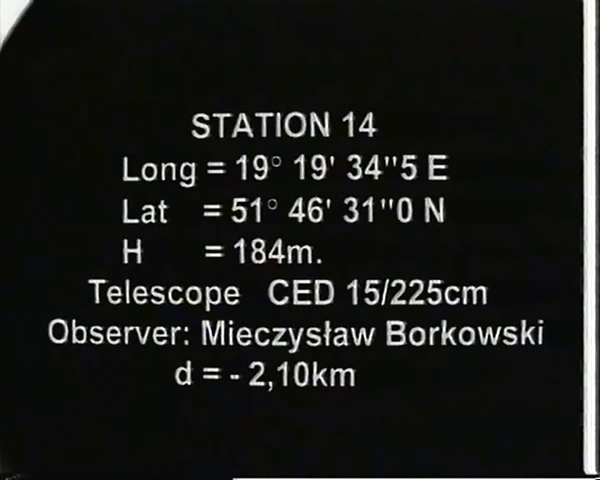 STATION 14
Long = 19° 19' 34"5 E
Lat = 51° 46' 31"0 N
H = 184m.
Telescope CED 15/225cm
Observer: Mieczysław Borkowski
d = - 2,10km